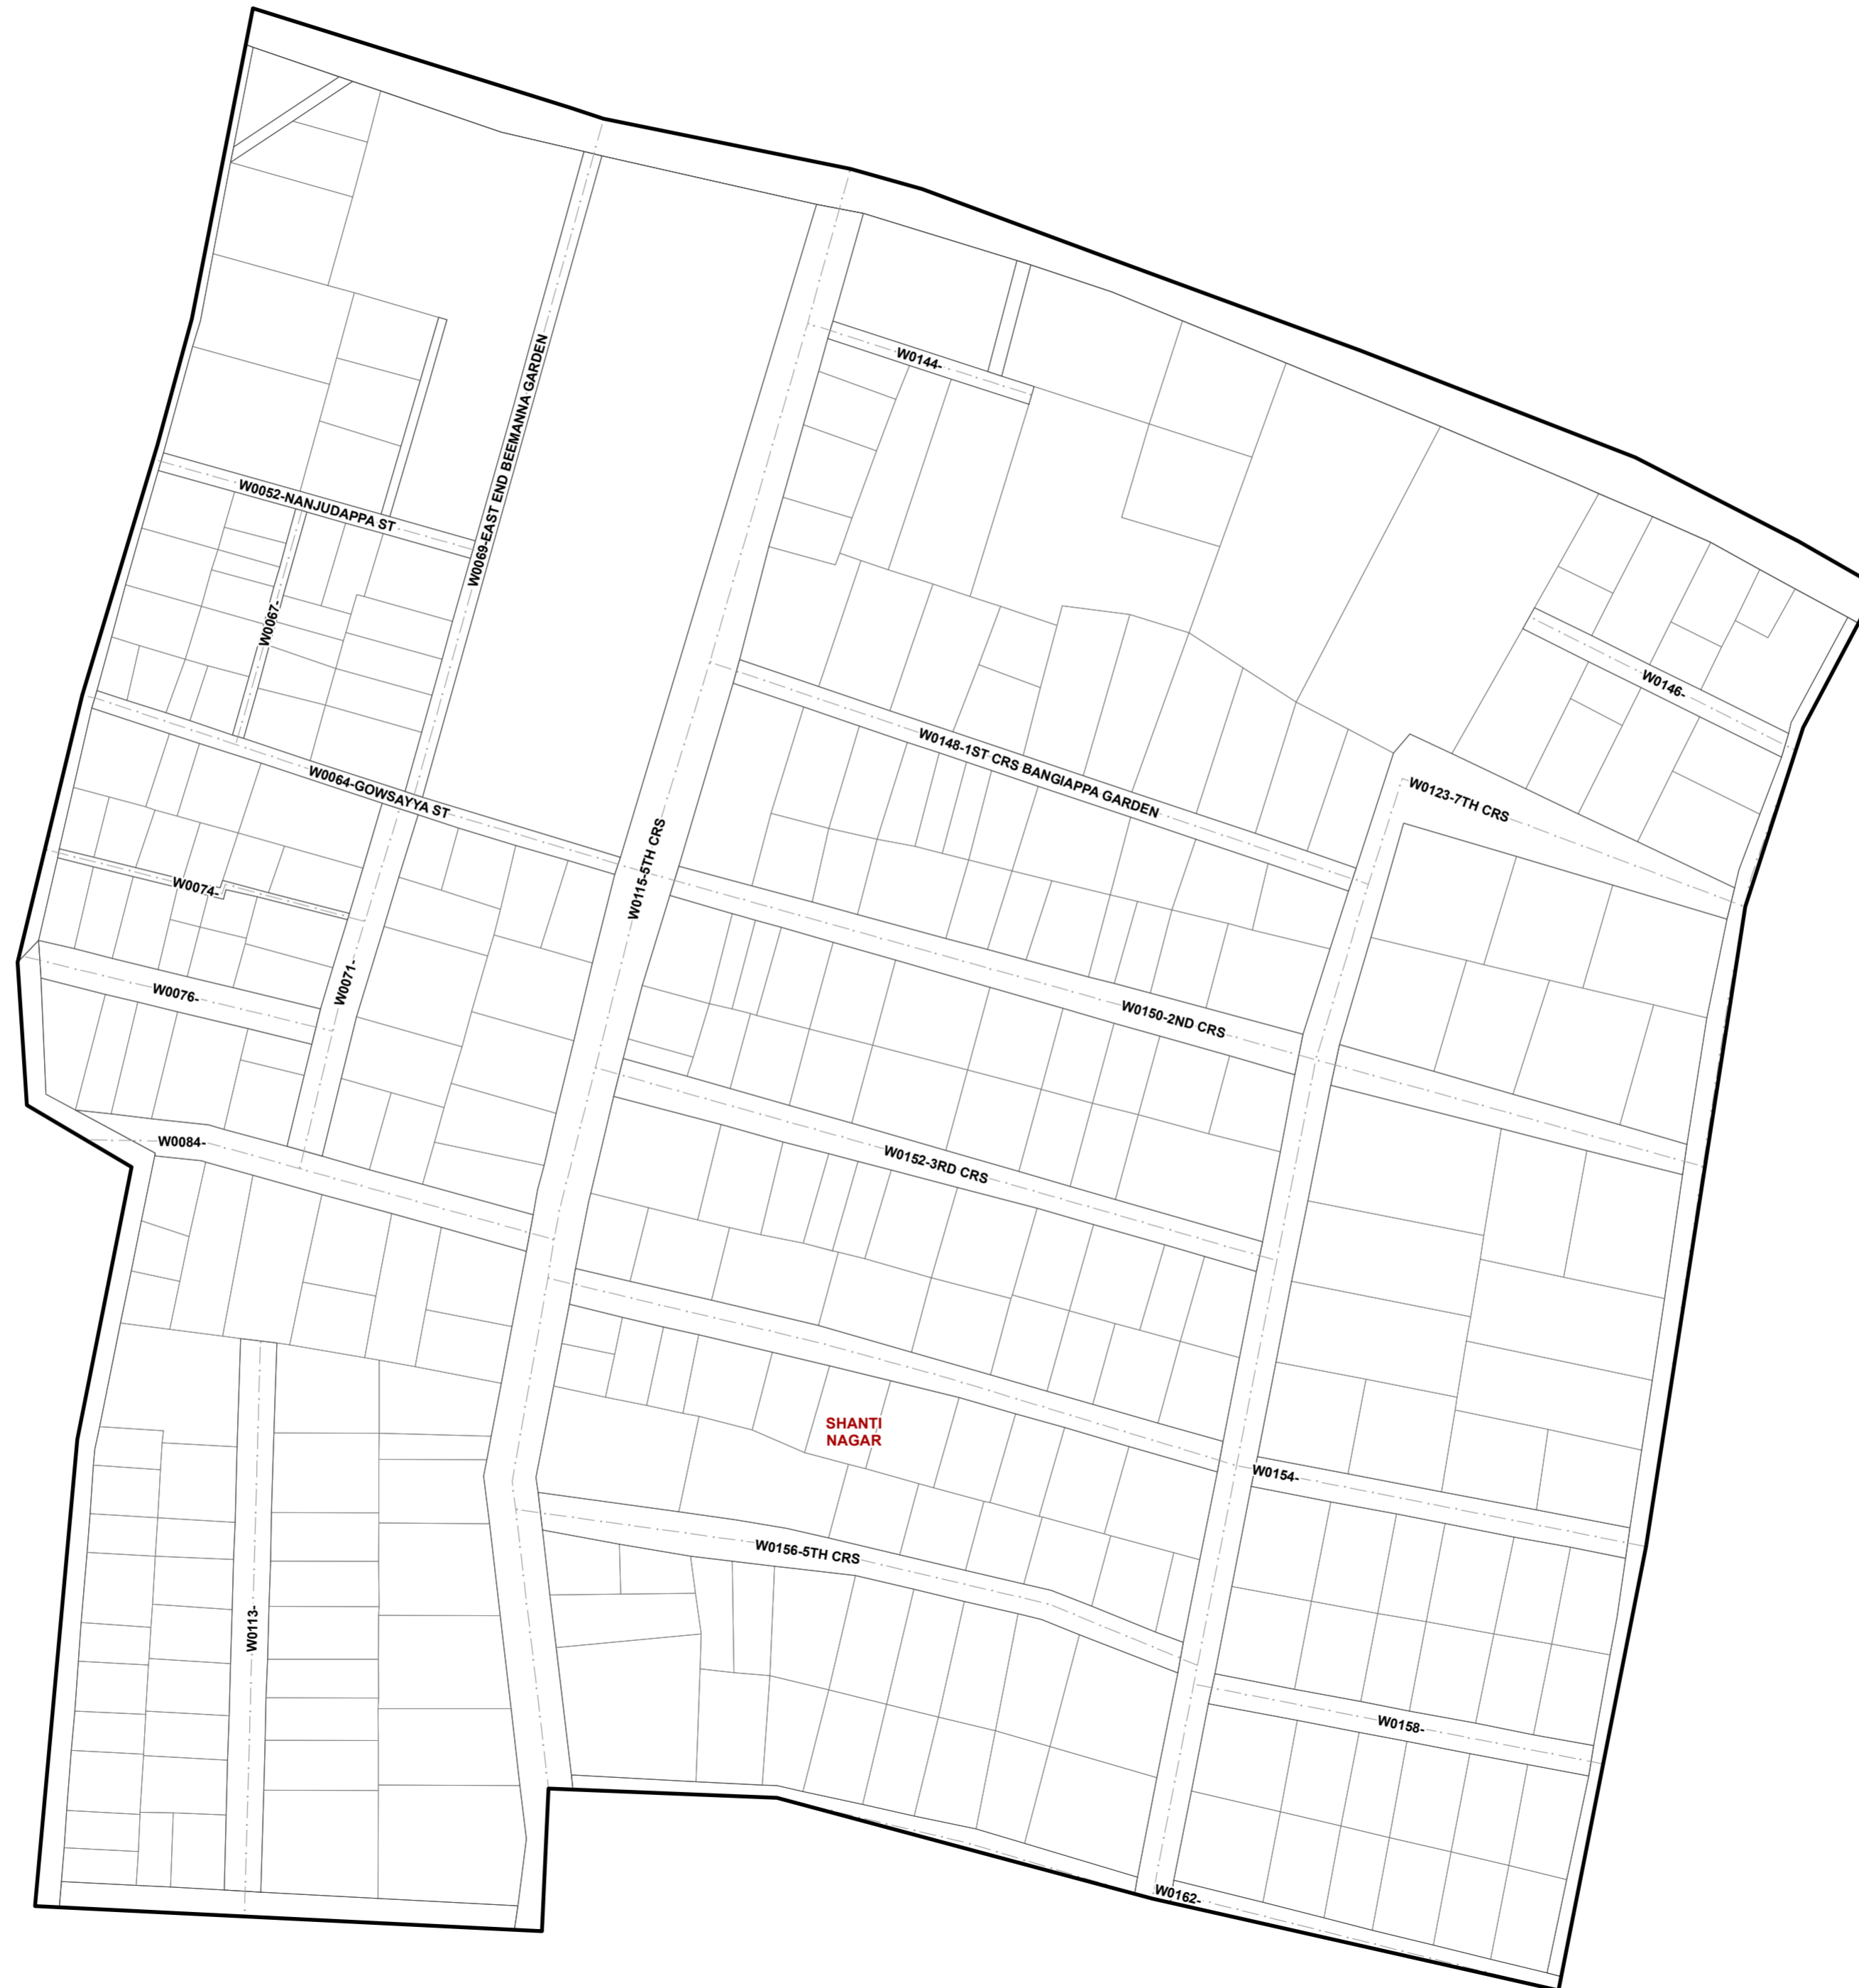 W0144-
W0069-EAST END BEEMANNA GARDEN
W0052-NANJUDAPPA ST
W0067-
W0146-
W0148-1ST CRS BANGIAPPA GARDEN
W0064-GOWSAYYA ST
W0123-7TH CRS
W0115-5TH CRS
W0074-
W0071-
W0076-
W0150-2ND CRS
W0084-
W0152-3RD CRS
SHANTI
NAGAR
W0154-
W0156-5TH CRS
W0113-
W0158-
W0162-